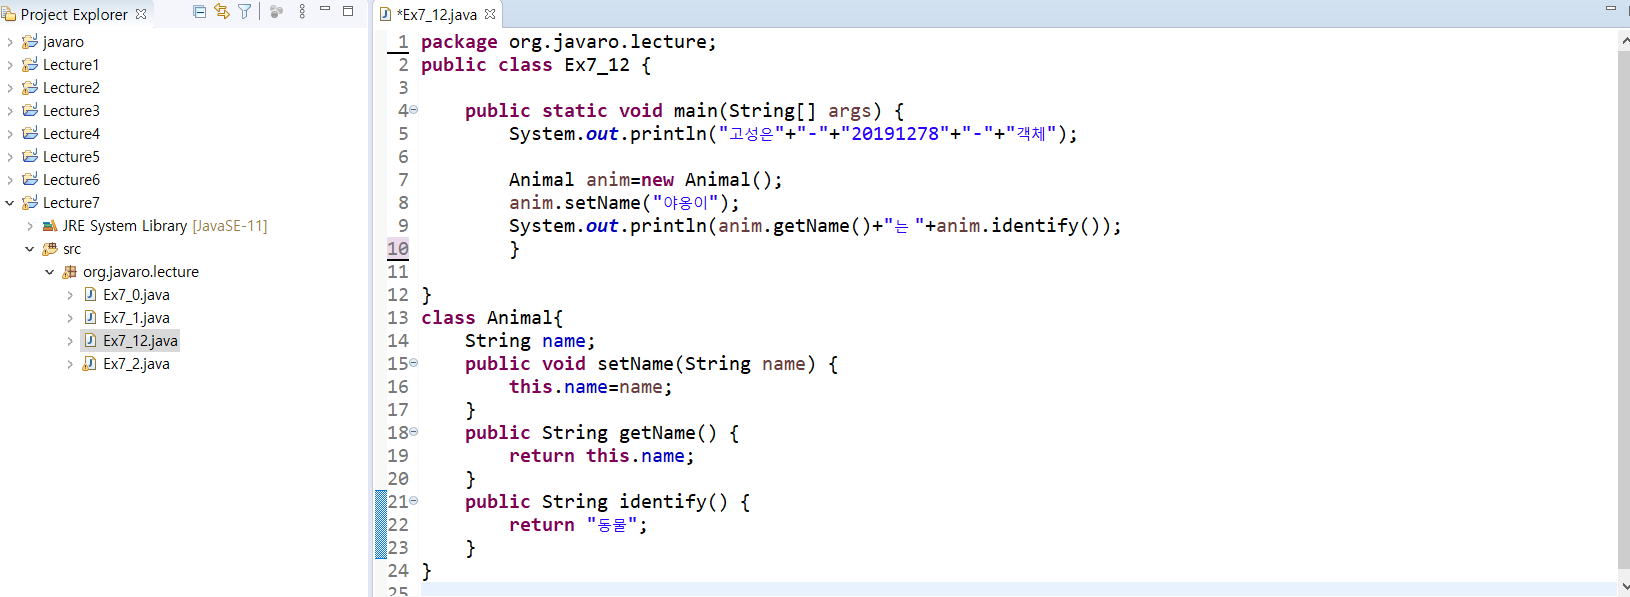 Project Explorer
javaro
Lecture1
Lecture2
Lecture3
Lecture4
Lecture5
Lecture6
Lecture7
JRE System Library [JavaSE-11]
src
org.javaro.lecture
Ex7_0.java
Ex7_1.java
Ex7_12.java
Ex7_2.java
*Ex7_12.java
1 package org.javaro.lecture;
2 public class Ex7_12 {
3
4 public static void main(String[] args) {
5 System.out.println("고성은"+"-"+"20191278"+"-"+"객체");
6
7 Animal anim=new Animal();
8 anim.setName("야옹이");
9 System.out.println(anim.getName()+"는 "+anim.identify());
10 }
11
12 }
13 class Animal{
14 String name;
15 public void setName(String name) {
16 this.name=name;
17 }
18 public String getName() {
19 return this.name;
20 }
21 public String identify() {
22 return "동물";
23 }
24 }
25